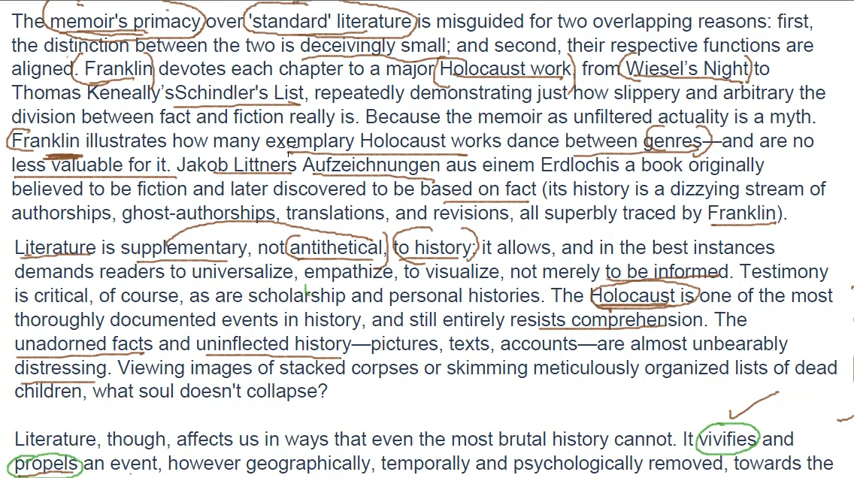 The memoir's primacy over 'standard' literature is misguided for two overlapping reasons: first,
the distinction between the two is deceivingly small; and second, their respective functions are
aligned. Franklin devotes each chapter to a major Holocaust work from Wiesel's Night to
Thomas Keneally'sSchindler's List, repeatedly demonstrating just how slippery and arbitrary the
division between fact and fiction really is. Because the memoir as unfiltered actuality is a myth.
Franklin illustrates how many exemplary Holocaust works dance between genres—and are no
less valuable for it. Jakob Littners Aufzeichnungen aus einem Erdlochis a book originally
believed to be fiction and later discovered to be based on fact (its history is a dizzying stream of
authorships, ghost-authorships, translations, and revisions, all superbly traced by Franklin).
Literature is supplementary, not antithetical, to history; it allows, and in the best instances
demands readers to universalize, empathize, to visualize, not merely to be informed. Testimony
is critical, of course, as are scholarship and personal histories. The Holocaust is one of the most
thoroughly documented events in history, and still entirely resists comprehension. The
unadorned facts and uninflected history—pictures, texts, accounts—are almost unbearably
distressing. Viewing images of stacked corpses or skimming meticulously organized lists of dead
children, what soul doesn't collapse?
Literature, though, affects us in ways that even the most brutal history cannot. It vivifies and
propels an event, however geographically, temporally and psychologically removed, towards the